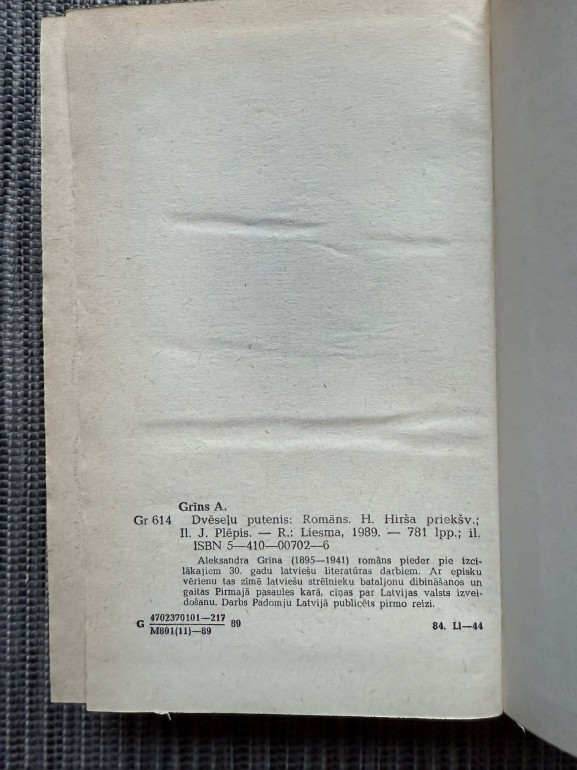 Grīns A.
Gr 614 Dvēseļu putenis: Romāns. H. Hirša priekšv.;
Il. J. Plēpis. — R.: Liesma, 1989. — 781 lpp.; il.
ISBN 5—410—00702—6
Aleksandra Grīna (1895—1941) romāns pieder pie izci-
lākajiem 30. gadu latviešu literatūras darbiem. Ar episku
vērienu tas zīmē latviešu strēlnieku bataljonu dibināšanos un
gaitas Pirmajā pasaules karā, cīņas par Latvijas valsts izvei-
došanu. Darbs Padomju Latvijā publicēts pirmo reizi.
G 4702370101—217 89 84. Ll—44
M801(11)—89